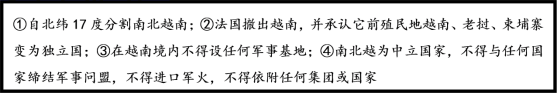 ①自北纬 17 度分割南北越南；②法国撤出越南，并承认它前殖民地越南、老挝、柬埔寨
变为独立国；③在越南境内不得设任何军事基地；④南北越为中立国家，不得与任何国
家缔结军事问盟，不得进口军火，不得依附任何集团或国家